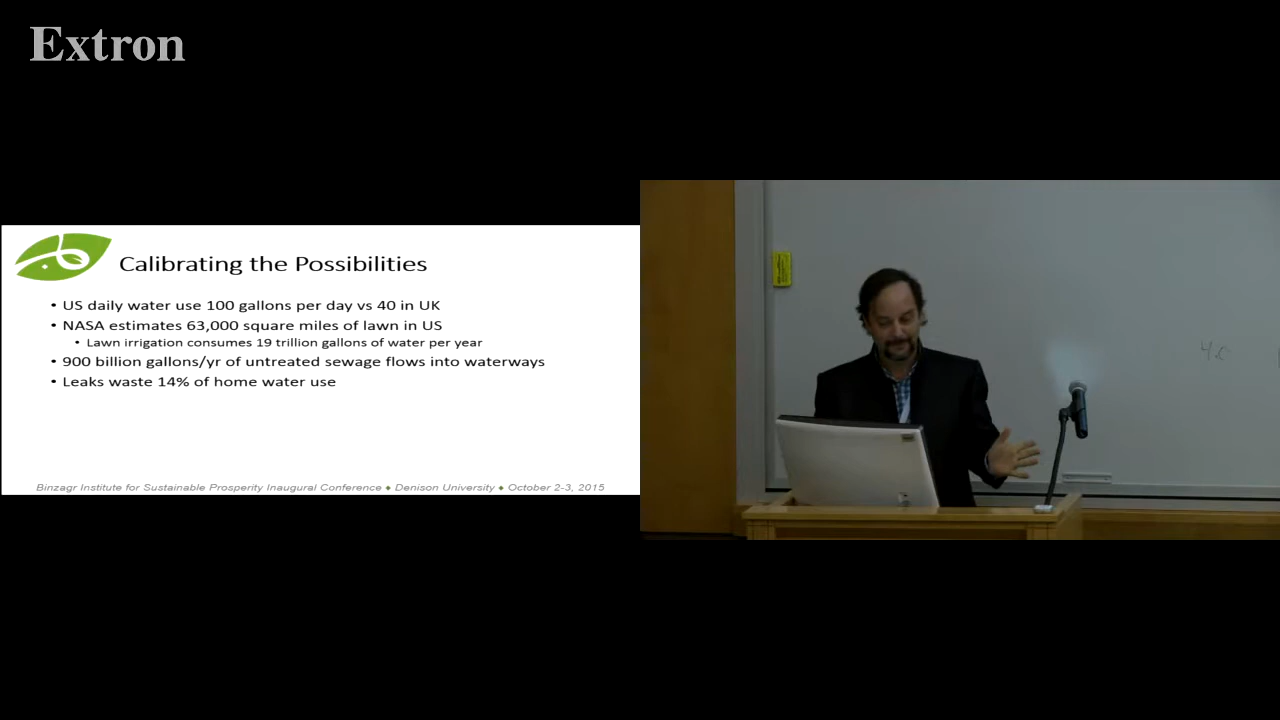 Extron
Calibrating the Possibilities
• US daily water use 100 gallons per day vs 40 in UK
• NASA estimates 63,000 square miles of lawn in US
• Lawn irrigation consumes 19 trillion gallons of water per year
• 900 billion gallons/yr of untreated sewage flows into waterways
• Leaks waste 14% of home water use
Binzagr Institute for Sustainable Prosperity Inaugural Conference ♦ Denison University ♦ October 2-3, 2015